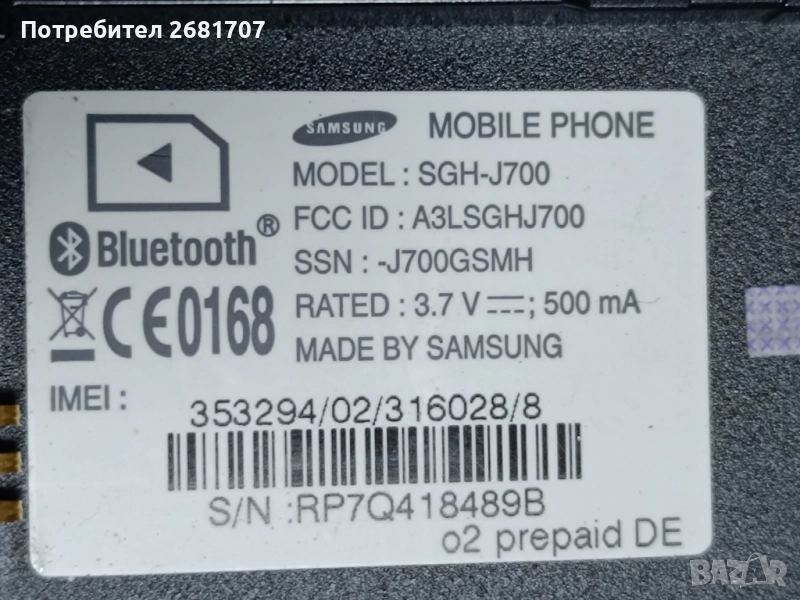 Потребител 2681707
SAMSUNG MOBILE PHONE
MODEL : SGH-J700
FCC ID : A3LSGHJ700
Bluetooth®
SSN : -J700GSMH
CE0168
RATED : 3.7 V ⎓; 500 mA
MADE BY SAMSUNG
IMEI :
353294/02/316028/8
S/N :RP7Q418489B
o2 prepaid DE
BAZAR